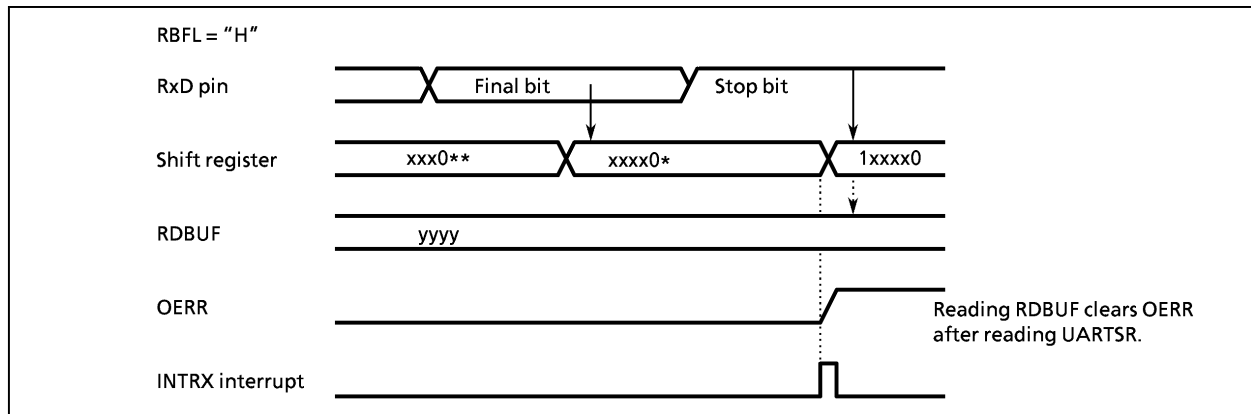 RBFL = “H”
RxD pin
Final bit
Stop bit
Shift register
xxx0**
xxxx0*
1xxxx0
RDBUF
yyyy
OERR
Reading RDBUF clears OERR
after reading UARTSR.
INTRX interrupt